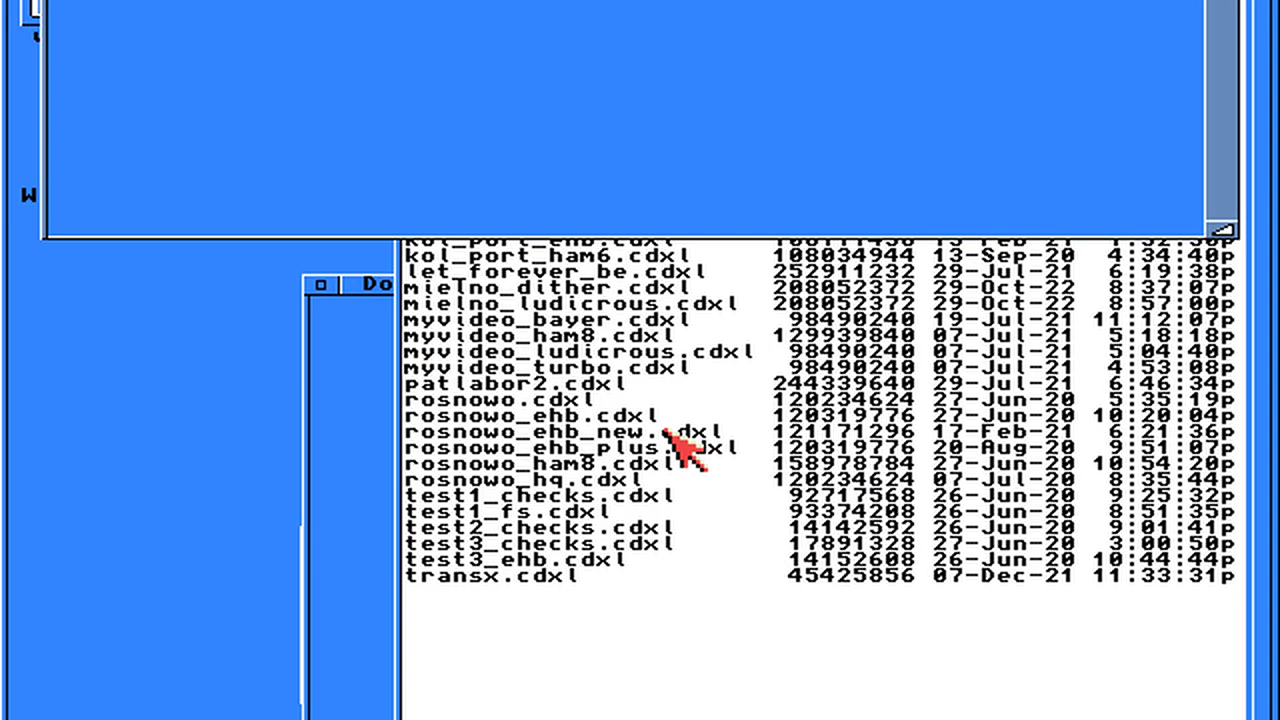 W
Do
kol_port_ham6.cdxl 108034944 13-Sep-20 4:34:40p
let_forever_be.cdxl 252911232 29-Jul-21 6:19:38p
mielno_dither.cdxl 208052372 29-Oct-22 8:37:07p
mielno_ludicrous.cdxl 208052372 29-Oct-22 8:57:00p
myvideo_bayer.cdxl 98490240 19-Jul-21 11:12:07p
myvideo_ham8.cdxl 129939840 07-Jul-21 5:18:18p
myvideo_ludicrous.cdxl 98490240 07-Jul-21 5:04:40p
myvideo_turbo.cdxl 98490240 07-Jul-21 4:53:08p
patlabor2.cdxl 244339640 29-Jul-21 6:46:34p
rosnowo.cdxl 120234624 27-Jun-20 5:35:19p
rosnowo_ehb.cdxl 120319776 27-Jun-20 10:20:04p
rosnowo_ehb_new.cdxl 121171296 17-Feb-21 6:21:36p
rosnowo_ehb_plus.cdxl 120319776 20-Aug-20 9:51:07p
rosnowo_ham8.cdxl 158978784 27-Jun-20 10:54:20p
rosnowo_hq.cdxl 120234624 07-Jul-20 8:35:44p
test1_checks.cdxl 92717568 26-Jun-20 9:25:32p
test1_fs.cdxl 93374208 26-Jun-20 8:51:35p
test2_checks.cdxl 14142592 26-Jun-20 9:01:41p
test3_checks.cdxl 17891328 27-Jun-20 3:00:50p
test3_ehb.cdxl 14152608 26-Jun-20 10:44:44p
transx.cdxl 45425856 07-Dec-21 11:33:31p